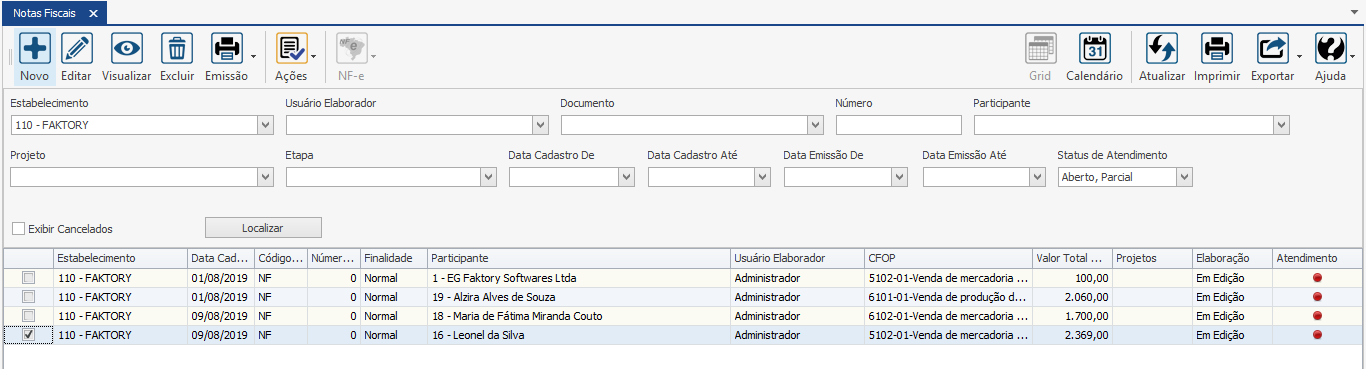 Notas Fiscais
Novo Editar Visualizar Excluir Emissão Ações NF-e Grid Calendário Atualizar Imprimir Exportar Ajuda
Estabelecimento Usuário Elaborador Documento Número Participante
110 - FAKTORY
Projeto Etapa Data Cadastro De Data Cadastro Até Data Emissão De Data Emissão Até Status de Atendimento
Aberto, Parcial
Exibir Cancelados Localizar
Estabelecimento Data Cad... Código... Númer... Finalidade Participante Usuário Elaborador CFOP Valor Total ... Projetos Elaboração Atendimento
110 - FAKTORY 01/08/2019 NF 0 Normal 1 - EG Faktory Softwares Ltda Administrador 5102-01-Venda de mercadoria ... 100,00 Em Edição
110 - FAKTORY 01/08/2019 NF 0 Normal 19 - Alzira Alves de Souza Administrador 6101-01-Venda de produção d... 2.060,00 Em Edição
110 - FAKTORY 09/08/2019 NF 0 Normal 18 - Maria de Fátima Miranda Couto Administrador 6102-01-Venda de mercadoria ... 1.700,00 Em Edição
110 - FAKTORY 09/08/2019 NF 0 Normal 16 - Leonel da Silva Administrador 5102-01-Venda de mercadoria ... 2.369,00 Em Edição